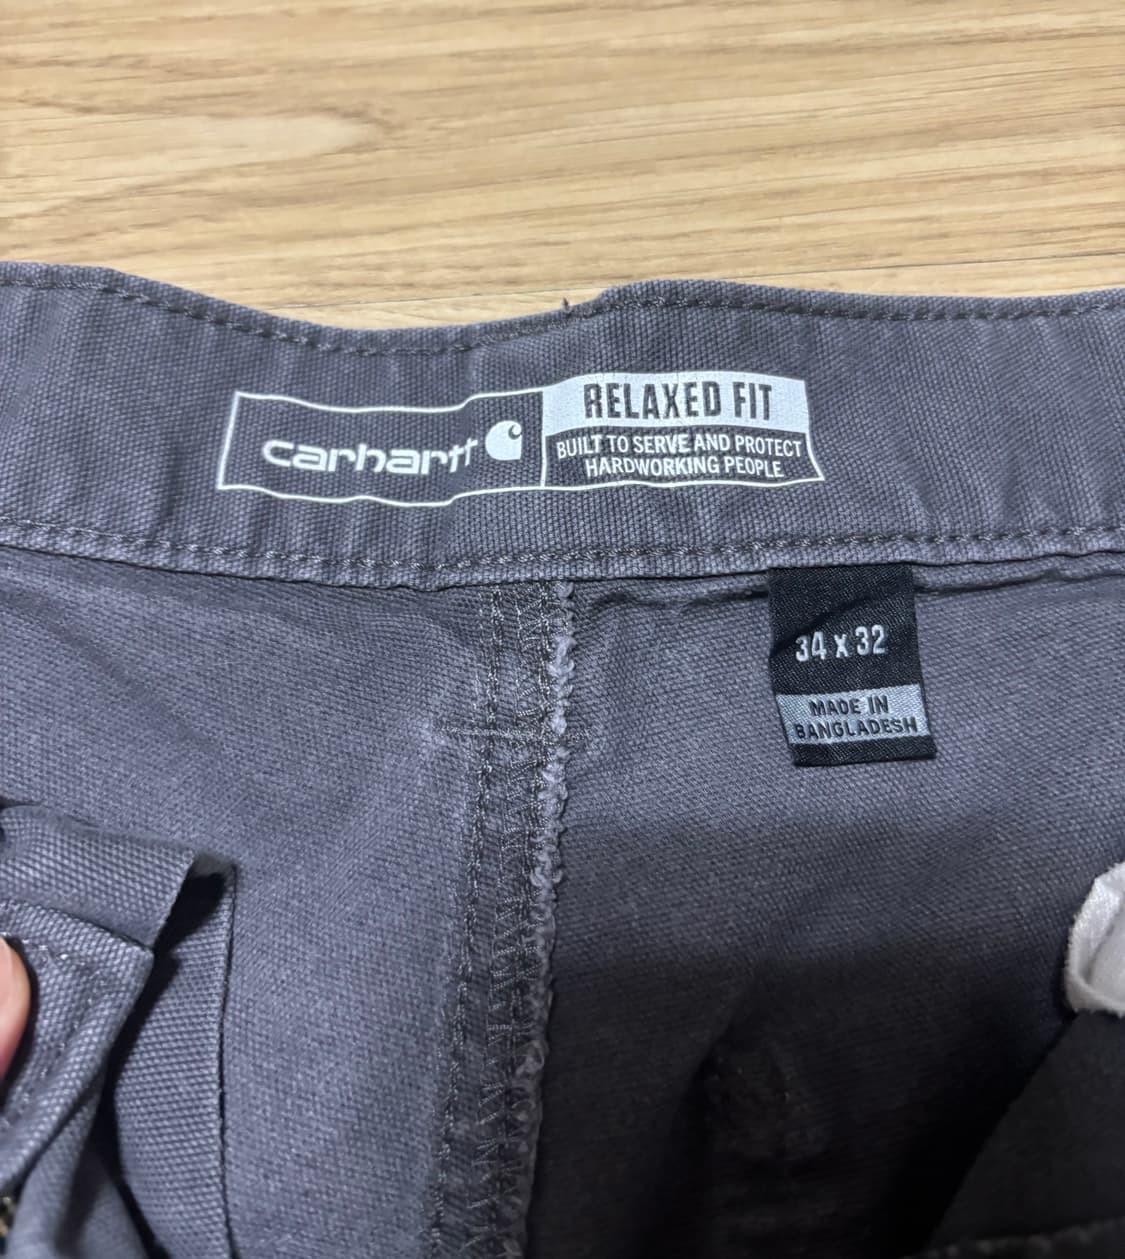 carhartt
RELAXED FIT
BUILT TO SERVE AND PROTECT
HARDWORKING PEOPLE
34 x 32
MADE IN
BANGLADESH